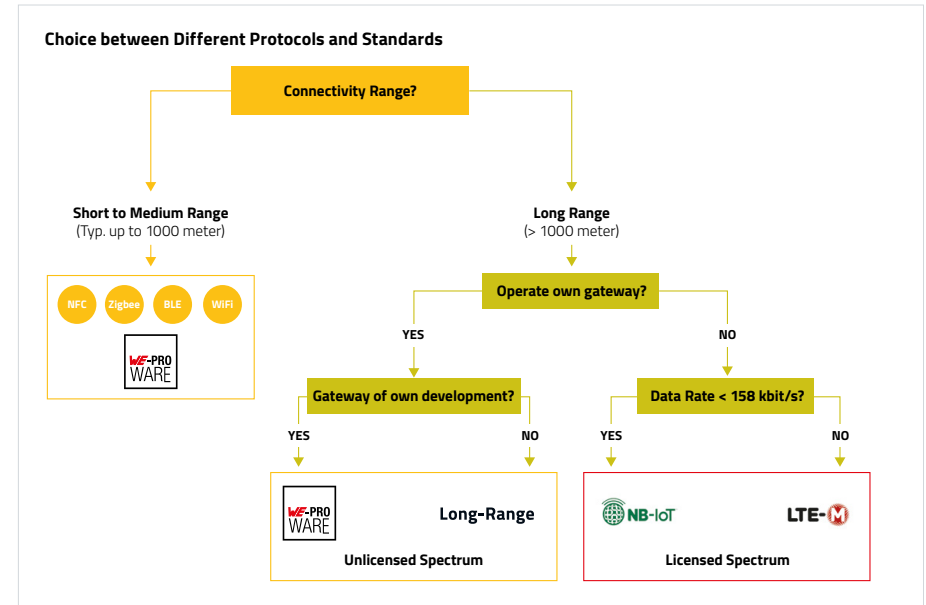 Choice between Different Protocols and Standards
Connectivity Range?
Short to Medium Range
(Typ. up to 1000 meter)
Long Range
(> 1000 meter)
NFC
Zigbee
BLE
WiFi
WE-PRO
WARE
Operate own gateway?
YES
NO
Gateway of own development?
Data Rate < 158 kbit/s?
YES
NO
YES
NO
WE-PRO
WARE
Long-Range
Unlicensed Spectrum
NB-IoT
LTE-M
Licensed Spectrum